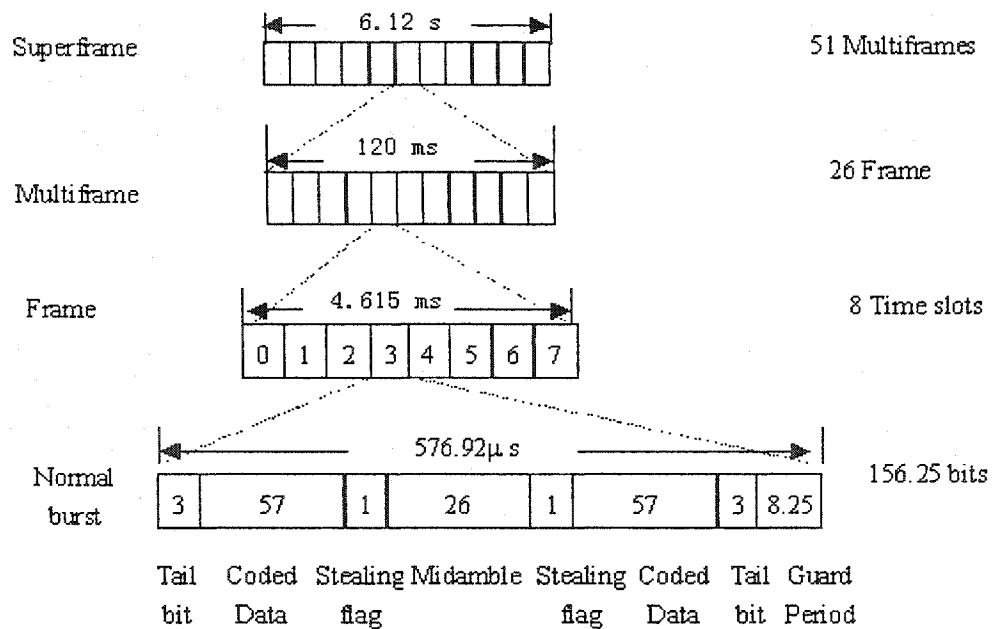 6.12 s
Superframe
51 Multiframes
120 ms
26 Frame
Multiframe
4.615 ms
Frame
8 Time slots
0 1 2 3 4 5 6 7
576.92μs
Normal
burst
156.25 bits
3 57 1 26 1 57 3 8.25
Tail Coded Stealing Midamble Stealing Coded Tail Guard
bit Data flag flag Data bit Period